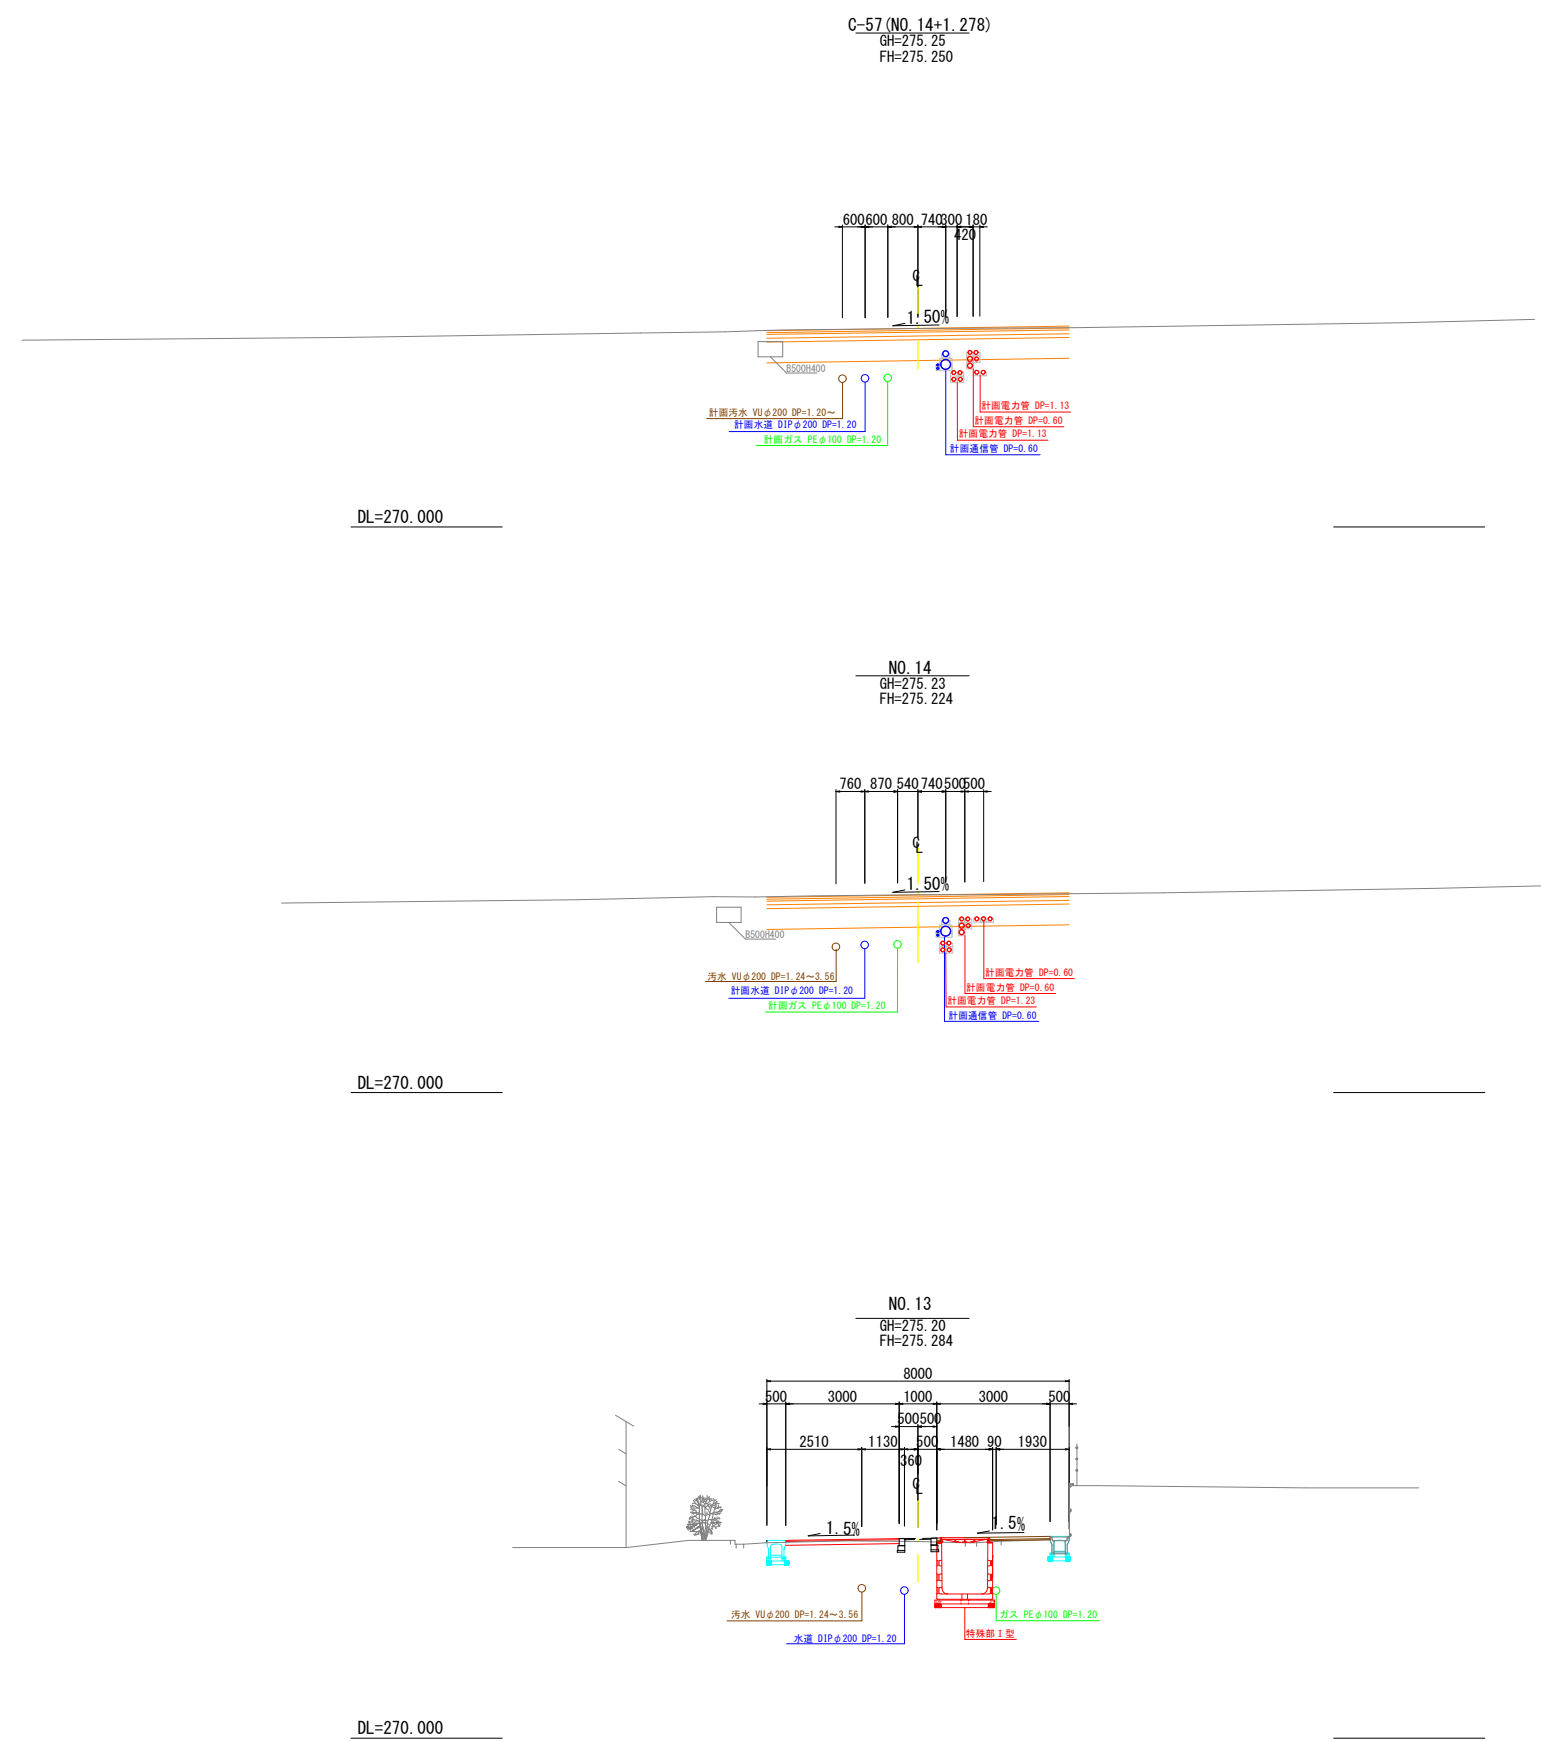 C-57(NO.14+1.278)
GH=275.25
FH=275.250
600 600 800 740 300 180
420
CL
1.50%
B500H400
計画汚水 VUφ200 DP=1.20～
計画水道 DIPφ200 DP=1.20
計画ガス PEφ100 DP=1.20
計画電力管 DP=1.13
計画電力管 DP=0.60
計画電力管 DP=1.13
計画通信管 DP=0.60
DL=270.000
NO.14
GH=275.23
FH=275.224
760 870 540 740 500 500
CL
1.50%
B500H400
汚水 VUφ200 DP=1.24～3.56
計画水道 DIPφ200 DP=1.20
計画ガス PEφ100 DP=1.20
計画電力管 DP=0.60
計画電力管 DP=0.60
計画電力管 DP=1.23
計画通信管 DP=0.60
DL=270.000
NO.13
GH=275.20
FH=275.284
8000
500 3000 1000 3000 500
500 500
2510 1130 500 1480 90 1930
360
CL
1.5% 1.5%
汚水 VUφ200 DP=1.24～3.56
水道 DIPφ200 DP=1.20
ガス PEφ100 DP=1.20
特殊部Ⅰ型
DL=270.000